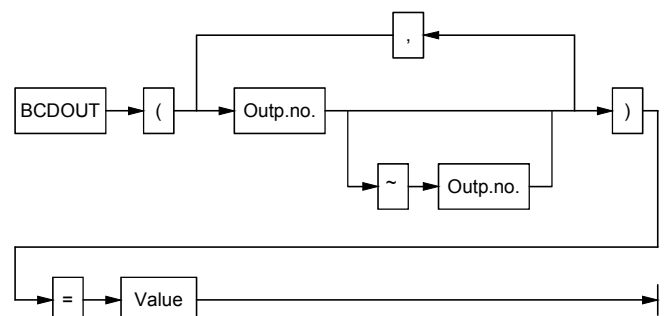 ,
BCDOUT ( Outp.no. )
~ Outp.no.
= Value